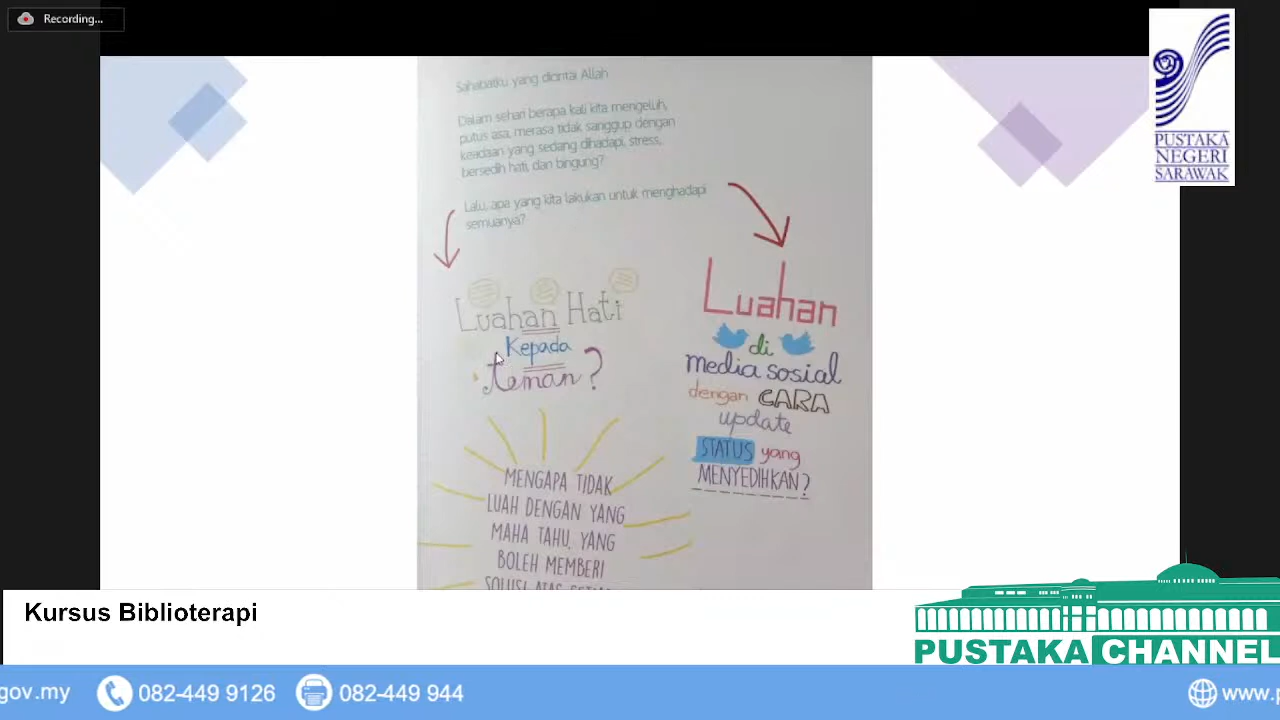 Recording...
PUSTAKA
NEGERI
SARAWAK
Sahabatku yang dicintai Allah
Dalam sehari berapa kali kita mengeluh,
putus asa, merasa tidak sanggup dengan
keadaan yang sedang dihadapi, stress,
bersedih hati, dan bingung?
Lalu, apa yang kita lakukan untuk menghadapi
semuanya?
Luahan Hati
Kepada
teman?
Luahan
di
media sosial
dengan CARA
update
STATUS yang
MENYEDIHKAN?
MENGAPA TIDAK
LUAH DENGAN YANG
MAHA TAHU, YANG
BOLEH MEMBERI
SOLUSI ATAS
Kursus Biblioterapi
PUSTAKA CHANNEL
gov.my
082-449 9126
082-449 944
www.p